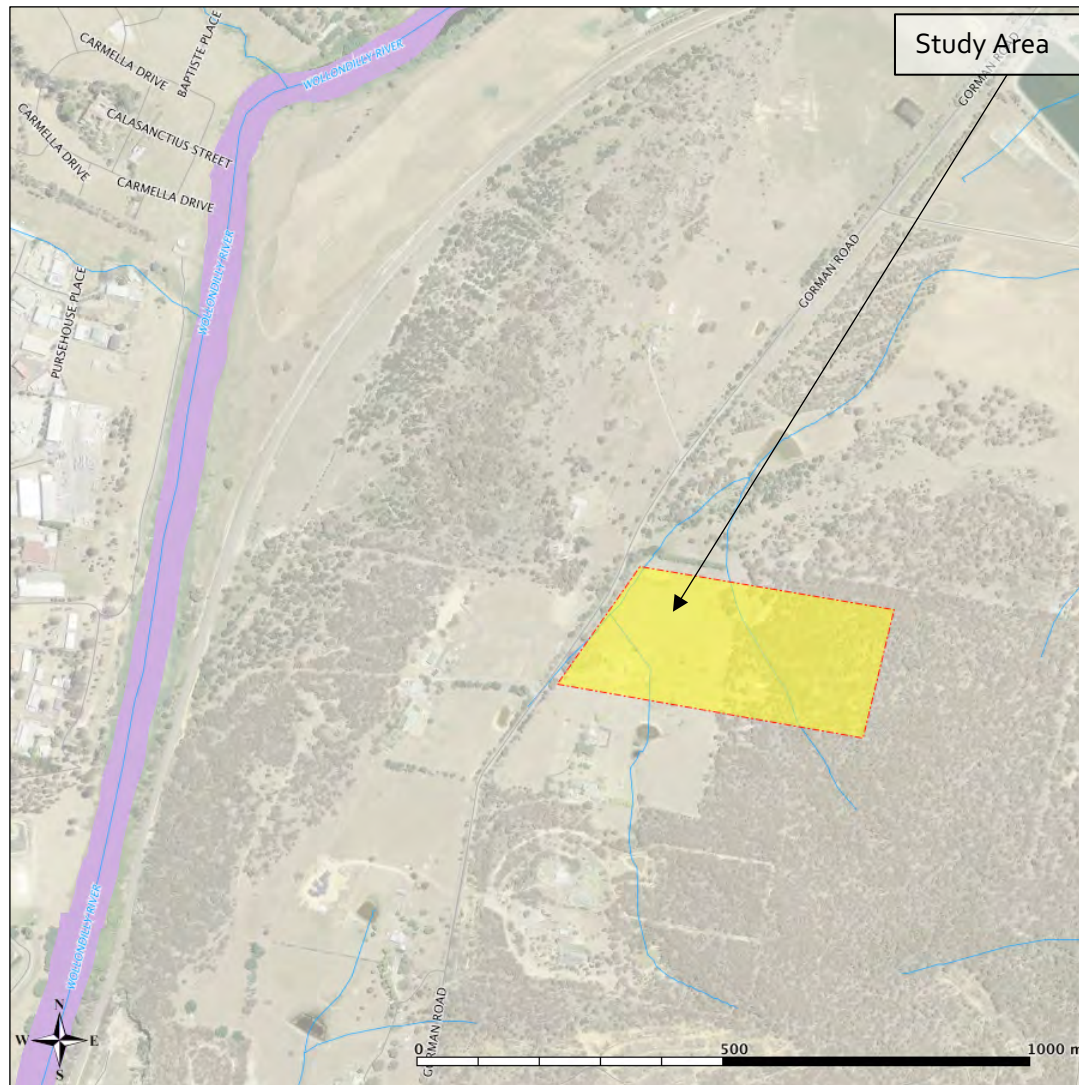 Study Area
CARMELLA DRIVE
BAPTISTE PLACE
WOLLONDILLY RIVER
GORMAN ROAD
CARMELLA DRIVE
CALASANCTIUS STREET
CARMELLA DRIVE
WOLLONDILLY RIVER
GORMAN ROAD
PURSEHOUSE PLACE
WOLLONDILLY RIVER
GORMAN ROAD
N
W E
S
0 500 1000 m